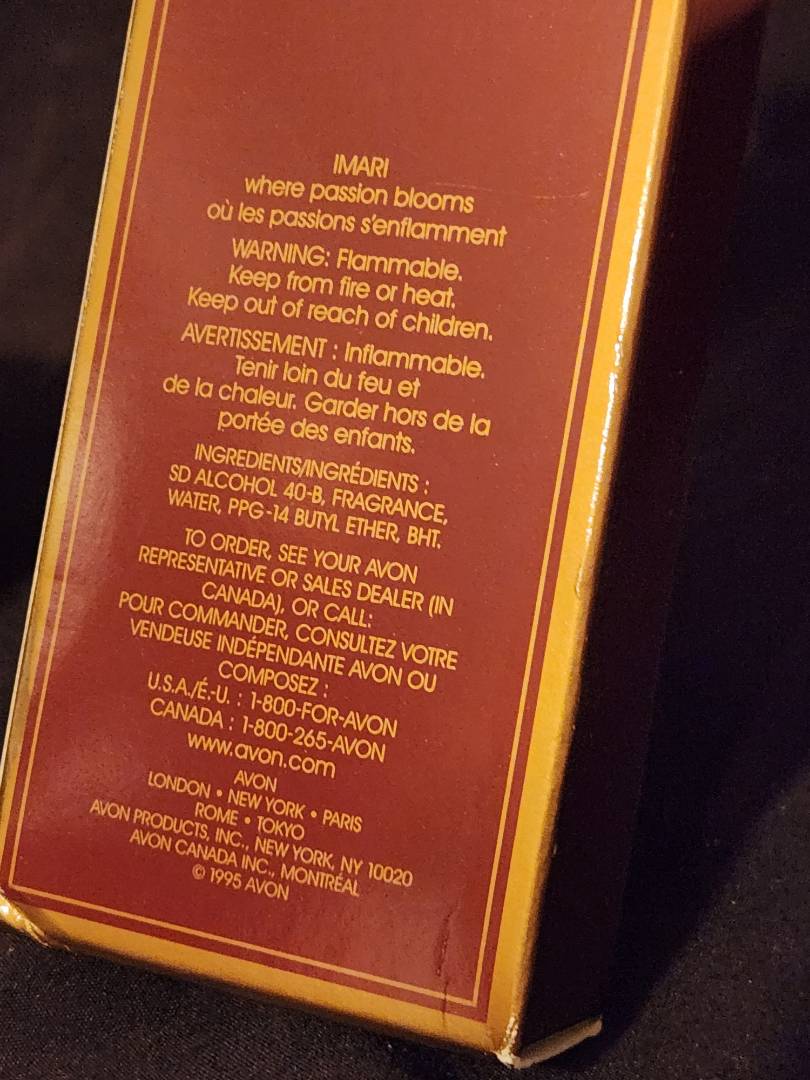 IMARI
where passion blooms
où les passions s'enflamment
WARNING: Flammable.
Keep from fire or heat.
Keep out of reach of children.
AVERTISSEMENT : Inflammable.
Tenir loin du feu et
de la chaleur. Garder hors de la
portée des enfants.
INGREDIENTS/INGRÉDIENTS :
SD ALCOHOL 40-B, FRAGRANCE,
WATER, PPG-14 BUTYL ETHER, BHT.
TO ORDER, SEE YOUR AVON
REPRESENTATIVE OR SALES DEALER (IN
CANADA), OR CALL:
POUR COMMANDER, CONSULTEZ VOTRE
VENDEUSE INDÉPENDANTE AVON OU
COMPOSEZ :
U.S.A./É.-U. : 1-800-FOR-AVON
CANADA : 1-800-265-AVON
www.avon.com
AVON
LONDON • NEW YORK • PARIS
ROME • TOKYO
AVON PRODUCTS, INC., NEW YORK, NY 10020
AVON CANADA INC., MONTRÉAL
© 1995 AVON